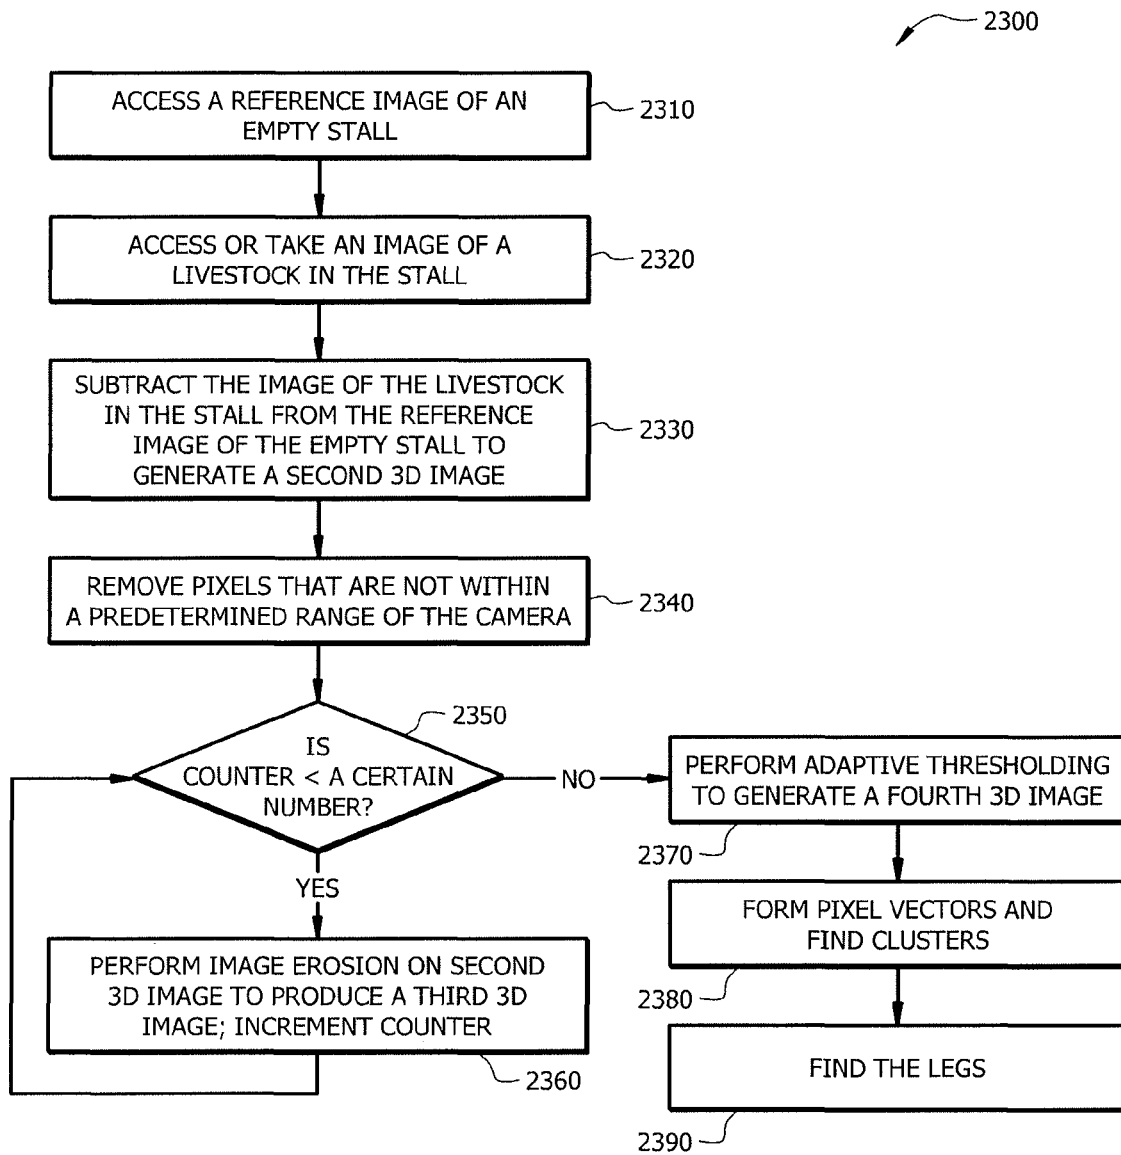 2300
ACCESS A REFERENCE IMAGE OF AN
EMPTY STALL
2310
ACCESS OR TAKE AN IMAGE OF A
LIVESTOCK IN THE STALL
2320
SUBTRACT THE IMAGE OF THE LIVESTOCK
IN THE STALL FROM THE REFERENCE
IMAGE OF THE EMPTY STALL TO
GENERATE A SECOND 3D IMAGE
2330
REMOVE PIXELS THAT ARE NOT WITHIN
A PREDETERMINED RANGE OF THE CAMERA
2340
2350
IS
COUNTER < A CERTAIN
NUMBER?
NO
YES
PERFORM IMAGE EROSION ON SECOND
3D IMAGE TO PRODUCE A THIRD 3D
IMAGE; INCREMENT COUNTER
2360
PERFORM ADAPTIVE THRESHOLDING
TO GENERATE A FOURTH 3D IMAGE
2370
FORM PIXEL VECTORS AND
FIND CLUSTERS
2380
FIND THE LEGS
2390